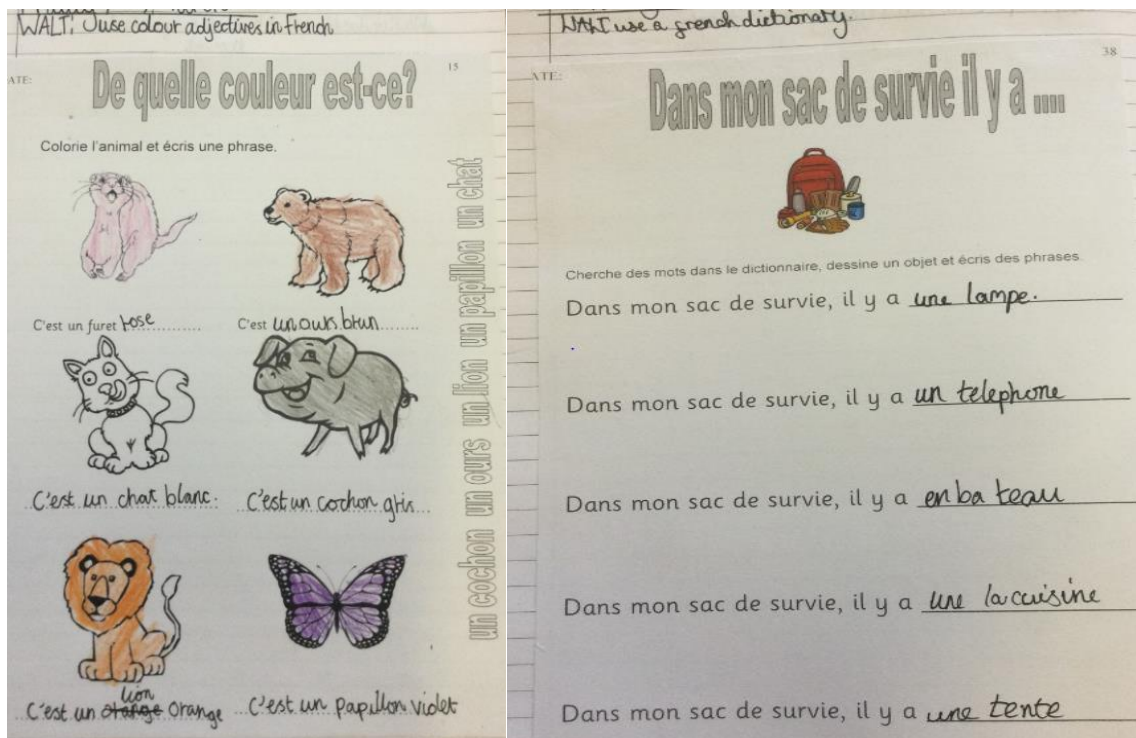 WALT: Use colour adjectives in French
ATE:
15
De quelle couleur est-ce?
Colorie l'animal et écris une phrase.
C'est un furet rose
C'est un ours brun
C'est un chat blanc.
C'est un cochon gris
C'est un orange lion orange
C'est un papillon violet
un cochon un ours un lion un papillon un chat
WALT use a french dictionary.
38
ATE:
Dans mon sac de survie il y a ....
Cherche des mots dans le dictionnaire, dessine un objet et écris des phrases.
Dans mon sac de survie, il y a une lampe.
Dans mon sac de survie, il y a un telephone
Dans mon sac de survie, il y a en bateau
Dans mon sac de survie, il y a une la cuisine
Dans mon sac de survie, il y a une tente